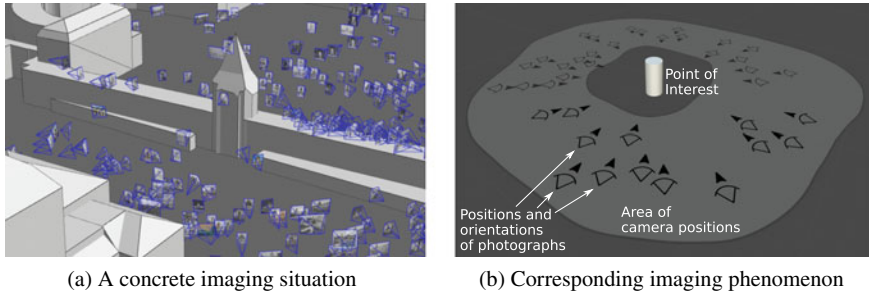 Point of
Interest
Positions and
orientations
of photographs
Area of
camera positions
(a) A concrete imaging situation
(b) Corresponding imaging phenomenon